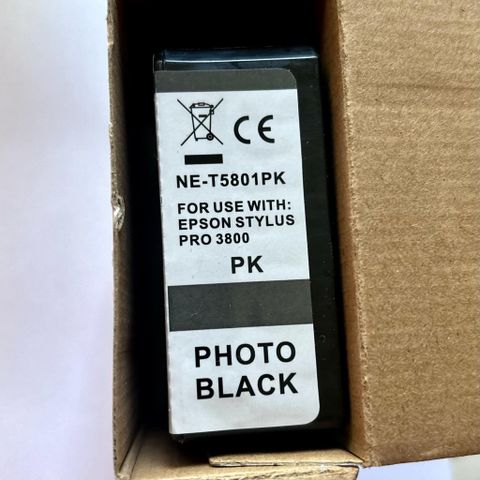 CE
NE-T5801PK
FOR USE WITH:
EPSON STYLUS
PRO 3800
PK
PHOTO
BLACK